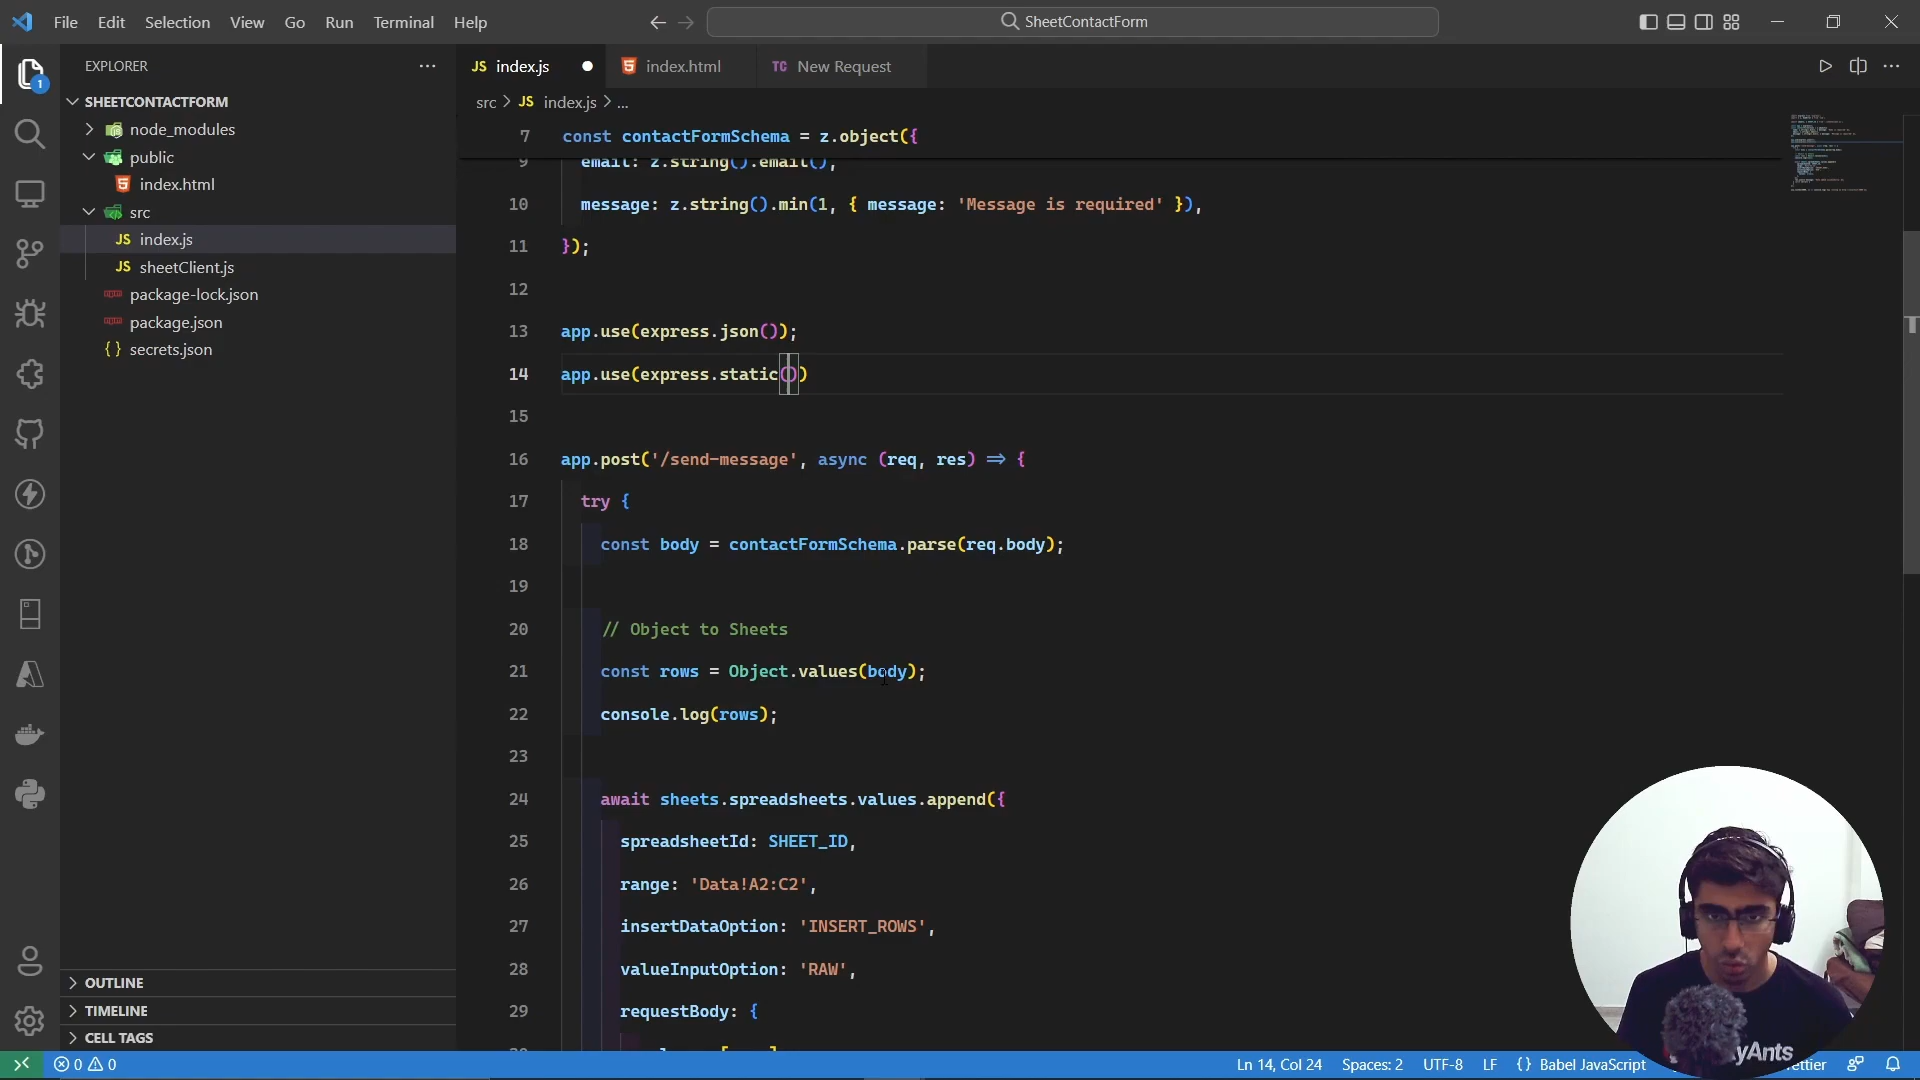 File Edit Selection View Go Run Terminal Help
SheetContactForm
EXPLORER
SHEETCONTACTFORM
node_modules
public
index.html
src
index.js
sheetClient.js
package-lock.json
package.json
secrets.json
OUTLINE
TIMELINE
CELL TAGS
JS index.js
index.html
TC New Request
src > JS index.js > ...
7 const contactFormSchema = z.object({
9 email: z.string().email(),
10 message: z.string().min(1, { message: 'Message is required' }),
11 });
12
13 app.use(express.json());
14 app.use(express.static())
15
16 app.post('/send-message', async (req, res) => {
17 try {
18 const body = contactFormSchema.parse(req.body);
19
20 // Object to Sheets
21 const rows = Object.values(body);
22 console.log(rows);
23
24 await sheets.spreadsheets.values.append({
25 spreadsheetId: SHEET_ID,
26 range: 'Data!A2:C2',
27 insertDataOption: 'INSERT_ROWS',
28 valueInputOption: 'RAW',
29 requestBody: {
0 0
Ln 14, Col 24 Spaces: 2 UTF-8 LF {} Babel JavaScript